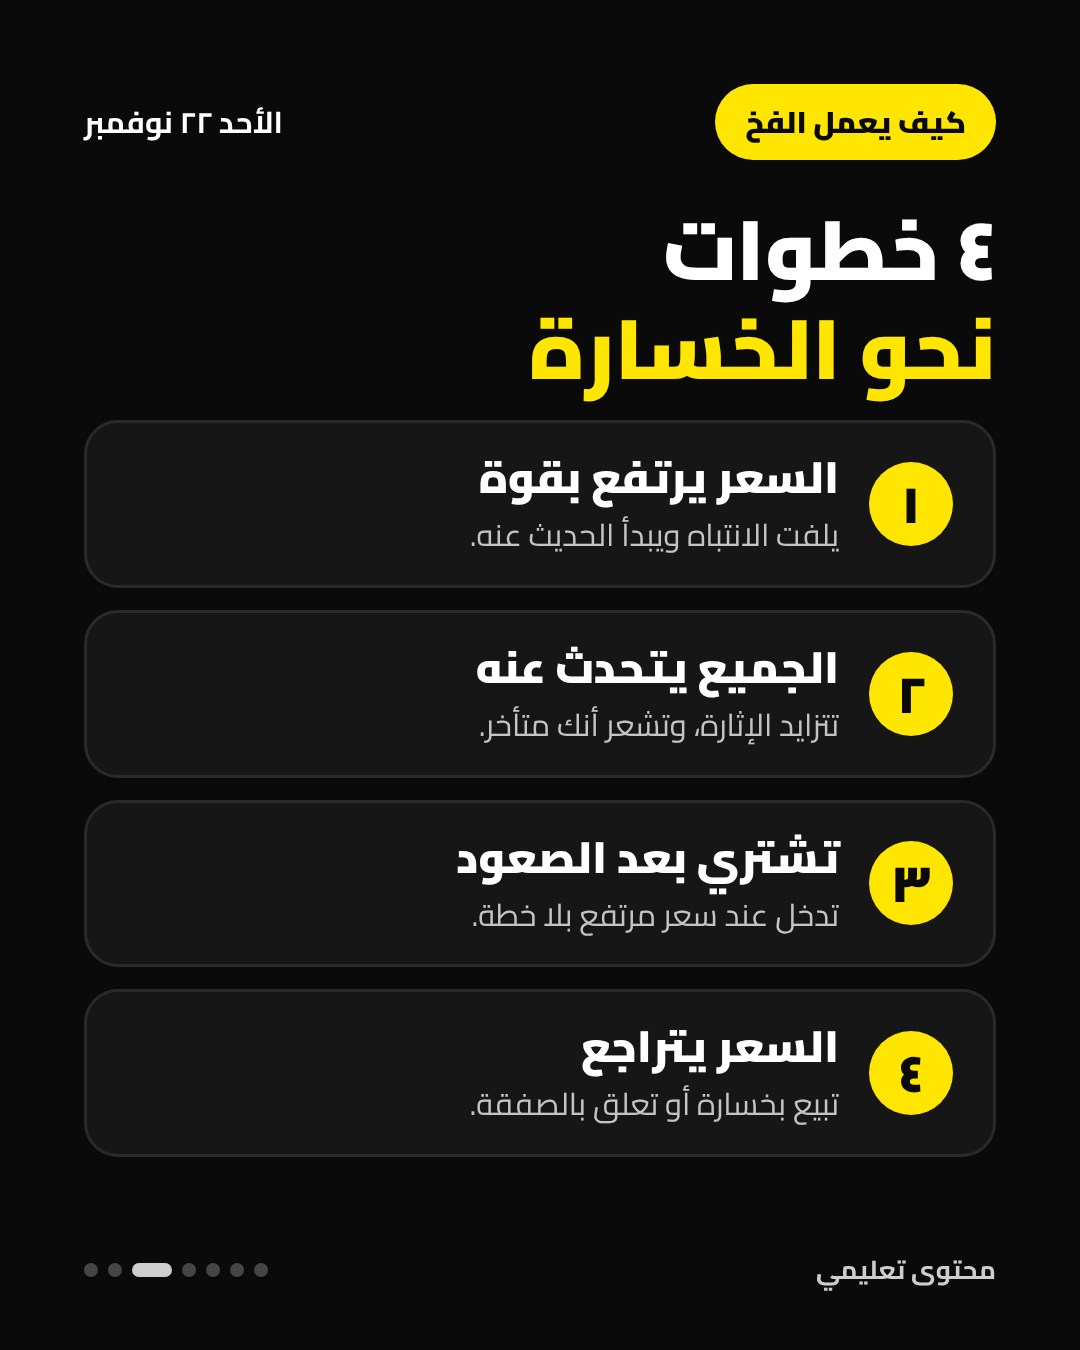 كيف يعمل الفخ
الأحد ٢٢ نوفمبر
٤ خطوات
نحو الخسارة
١
السعر يرتفع بقوة
يلفت الانتباه ويبدأ الحديث عنه.
٢
الجميع يتحدث عنه
تتزايد الإثارة، وتشعر أنك متأخر.
٣
تشتري بعد الصعود
تدخل عند سعر مرتفع بلا خطة.
٤
السعر يتراجع
تبيع بخسارة أو تعلق بالصفقة.
محتوى تعليمي